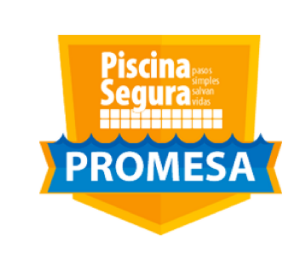 Piscina
Segura
pasos
simples
salvan
vidas
PROMESA